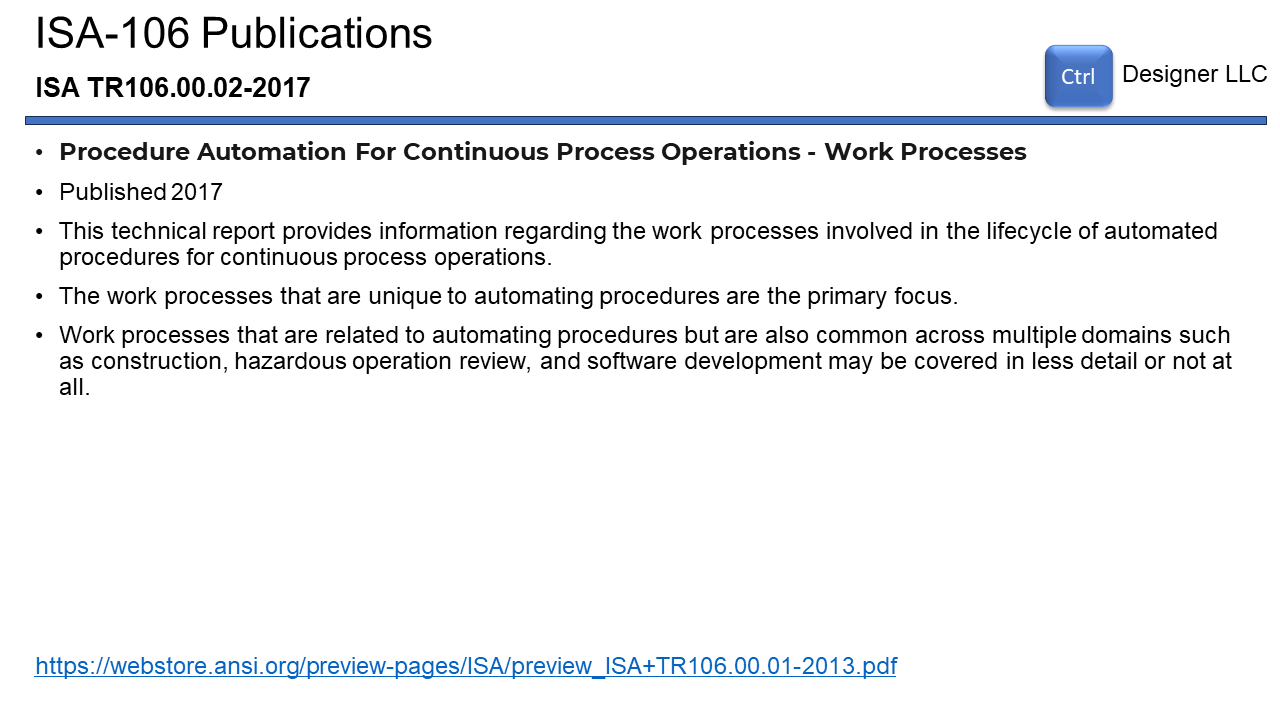 ISA-106 Publications
ISA TR106.00.02-2017
Ctrl Designer LLC
• Procedure Automation For Continuous Process Operations - Work Processes
• Published 2017
• This technical report provides information regarding the work processes involved in the lifecycle of automated
procedures for continuous process operations.
• The work processes that are unique to automating procedures are the primary focus.
• Work processes that are related to automating procedures but are also common across multiple domains such
as construction, hazardous operation review, and software development may be covered in less detail or not at
all.
https://webstore.ansi.org/preview-pages/ISA/preview_ISA+TR106.00.01-2013.pdf